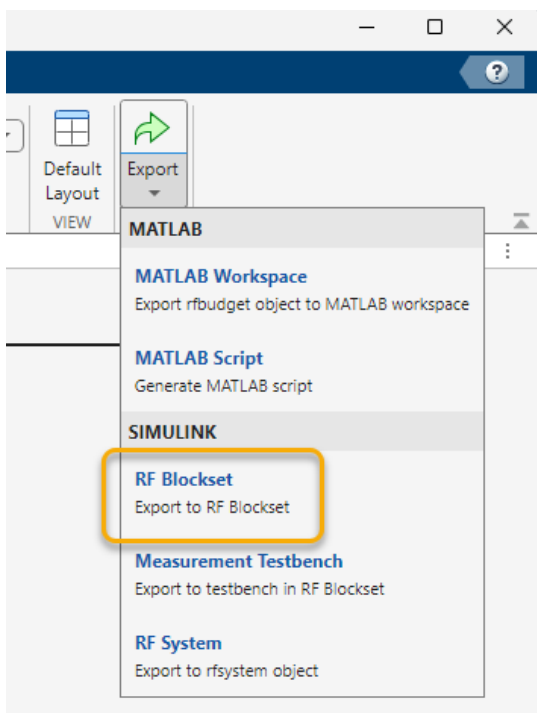 ?
Default
Layout
Export
VIEW
MATLAB
MATLAB Workspace
Export rfbudget object to MATLAB workspace
MATLAB Script
Generate MATLAB script
SIMULINK
RF Blockset
Export to RF Blockset
Measurement Testbench
Export to testbench in RF Blockset
RF System
Export to rfsystem object